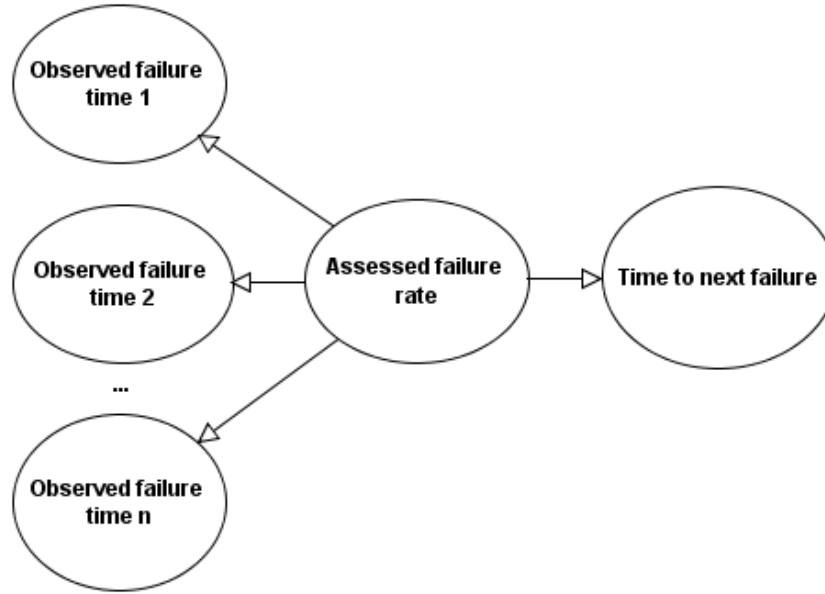 Observed failure
time 1
Observed failure
time 2
...
Observed failure
time n
Assessed failure
rate
Time to next failure